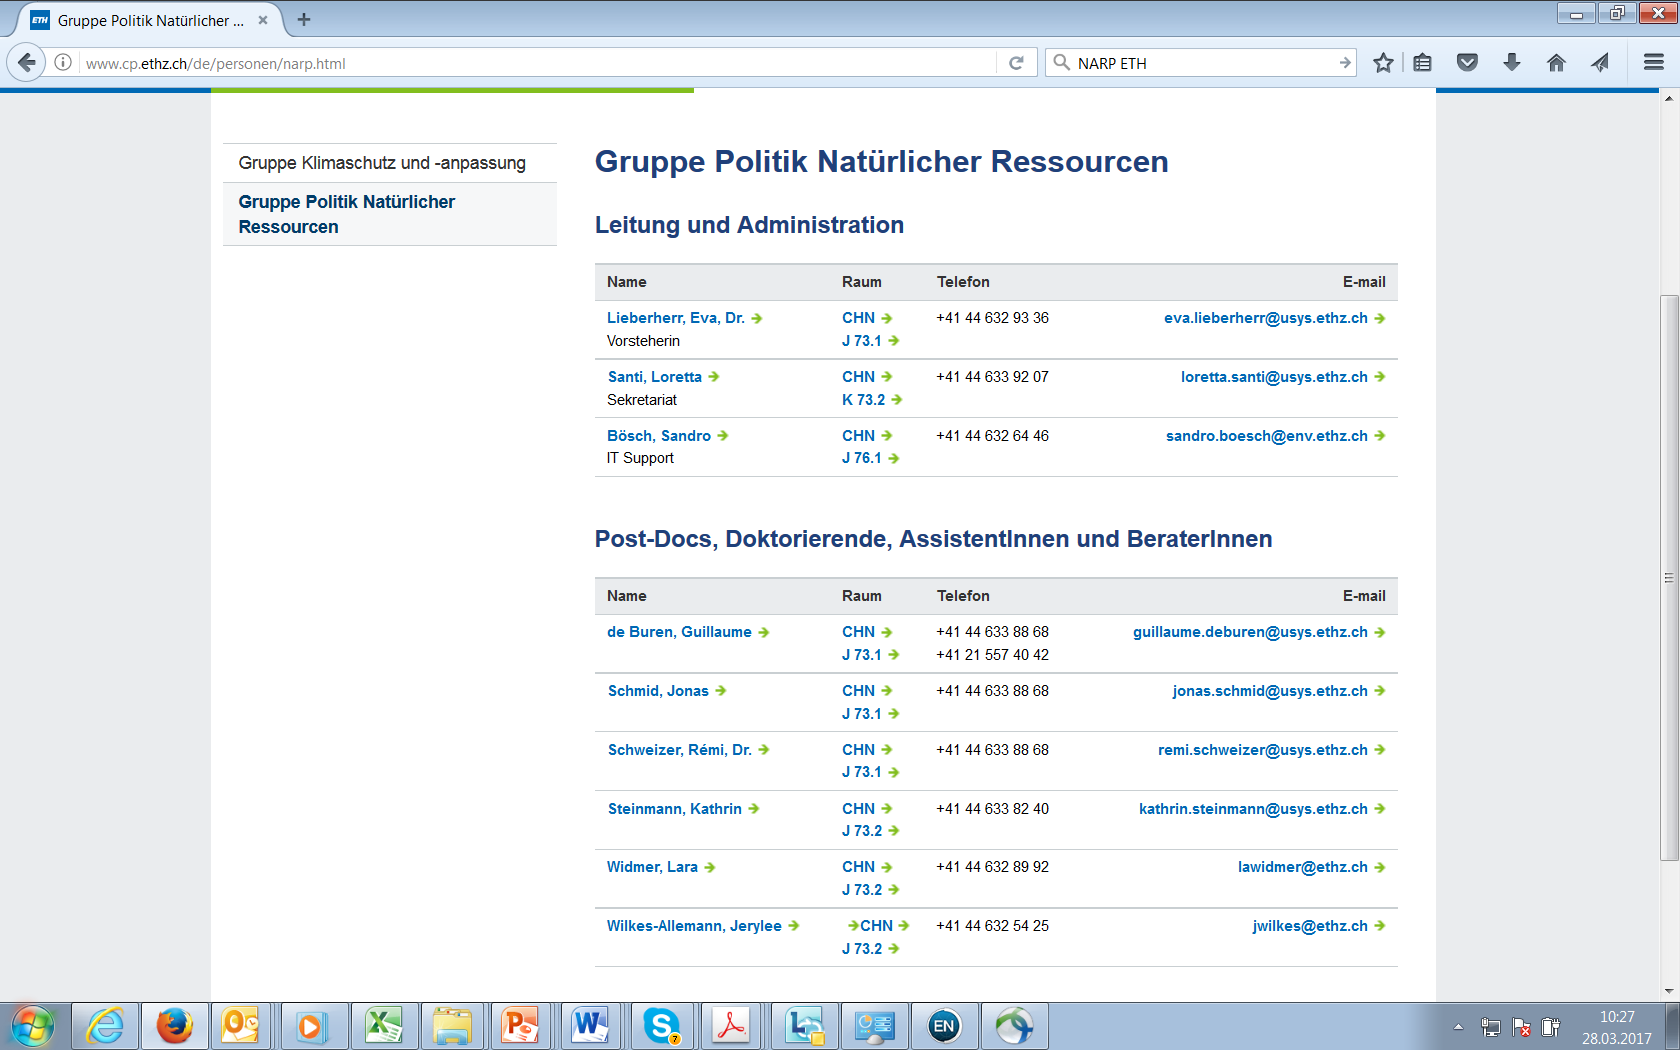 ETH Gruppe Politik Natürlicher ... × +
www.cp.ethz.ch/de/personen/narp.html
NARP ETH
Gruppe Klimaschutz und -anpassung
Gruppe Politik Natürlicher
Ressourcen
Gruppe Politik Natürlicher Ressourcen
Leitung und Administration
Name Raum Telefon E-mail
Lieberherr, Eva, Dr. CHN +41 44 632 93 36 eva.lieberherr@usys.ethz.ch
Vorsteherin J 73.1
Santi, Loretta CHN +41 44 633 92 07 loretta.santi@usys.ethz.ch
Sekretariat K 73.2
Bösch, Sandro CHN +41 44 632 64 46 sandro.boesch@env.ethz.ch
IT Support J 76.1
Post-Docs, Doktorierende, AssistentInnen und BeraterInnen
Name Raum Telefon E-mail
de Buren, Guillaume CHN +41 44 633 88 68 guillaume.deburen@usys.ethz.ch
J 73.1 +41 21 557 40 42
Schmid, Jonas CHN +41 44 633 88 68 jonas.schmid@usys.ethz.ch
J 73.1
Schweizer, Rémi, Dr. CHN +41 44 633 88 68 remi.schweizer@usys.ethz.ch
J 73.1
Steinmann, Kathrin CHN +41 44 633 82 40 kathrin.steinmann@usys.ethz.ch
J 73.2
Widmer, Lara CHN +41 44 632 89 92 lawidmer@ethz.ch
J 73.2
Wilkes-Allemann, Jerylee CHN +41 44 632 54 25 jwilkes@ethz.ch
J 73.2
EN
7
10:27
28.03.2017